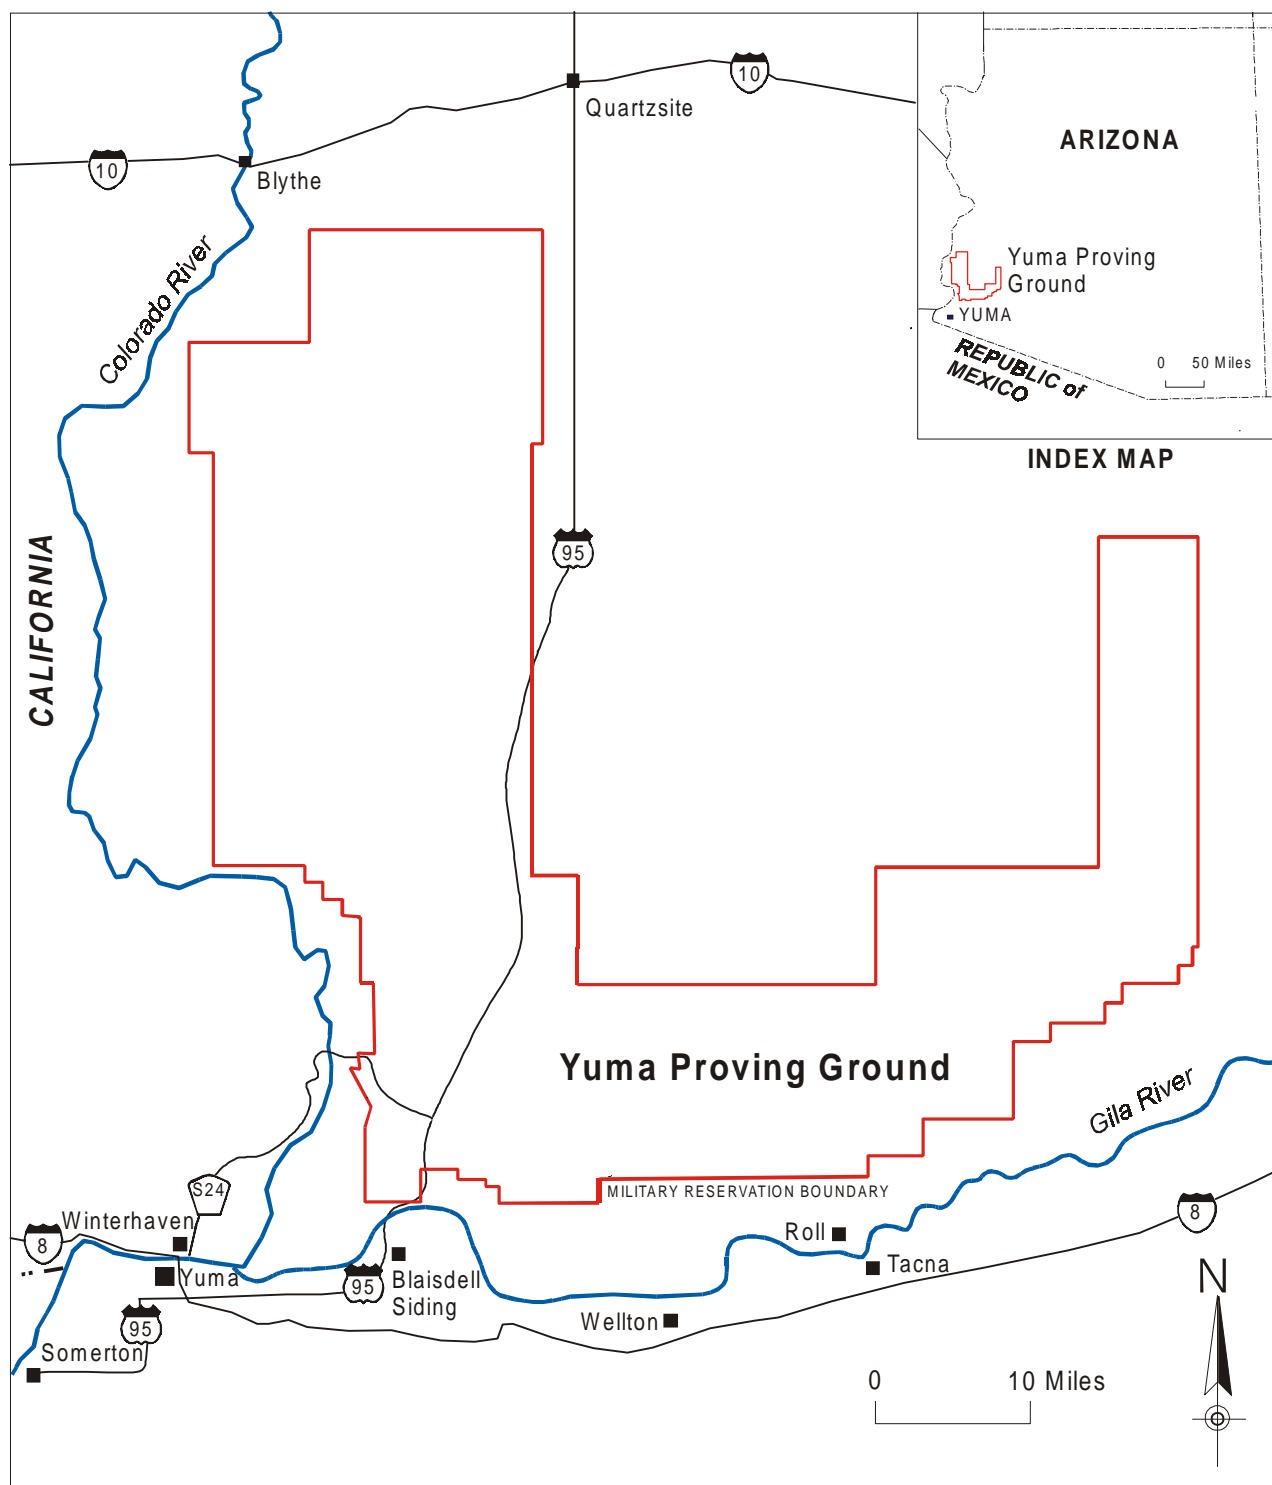 10
Quartzsite
ARIZONA
10
Blythe
Colorado River
Yuma Proving
Ground
YUMA
REPUBLIC of
MEXICO
0 50 Miles
INDEX MAP
CALIFORNIA
95
Yuma Proving Ground
Gila River
S24
MILITARY RESERVATION BOUNDARY
Winterhaven
8
8
Roll
Tacna
Yuma
95
Blaisdell
Siding
N
95
Wellton
Somerton
0 10 Miles